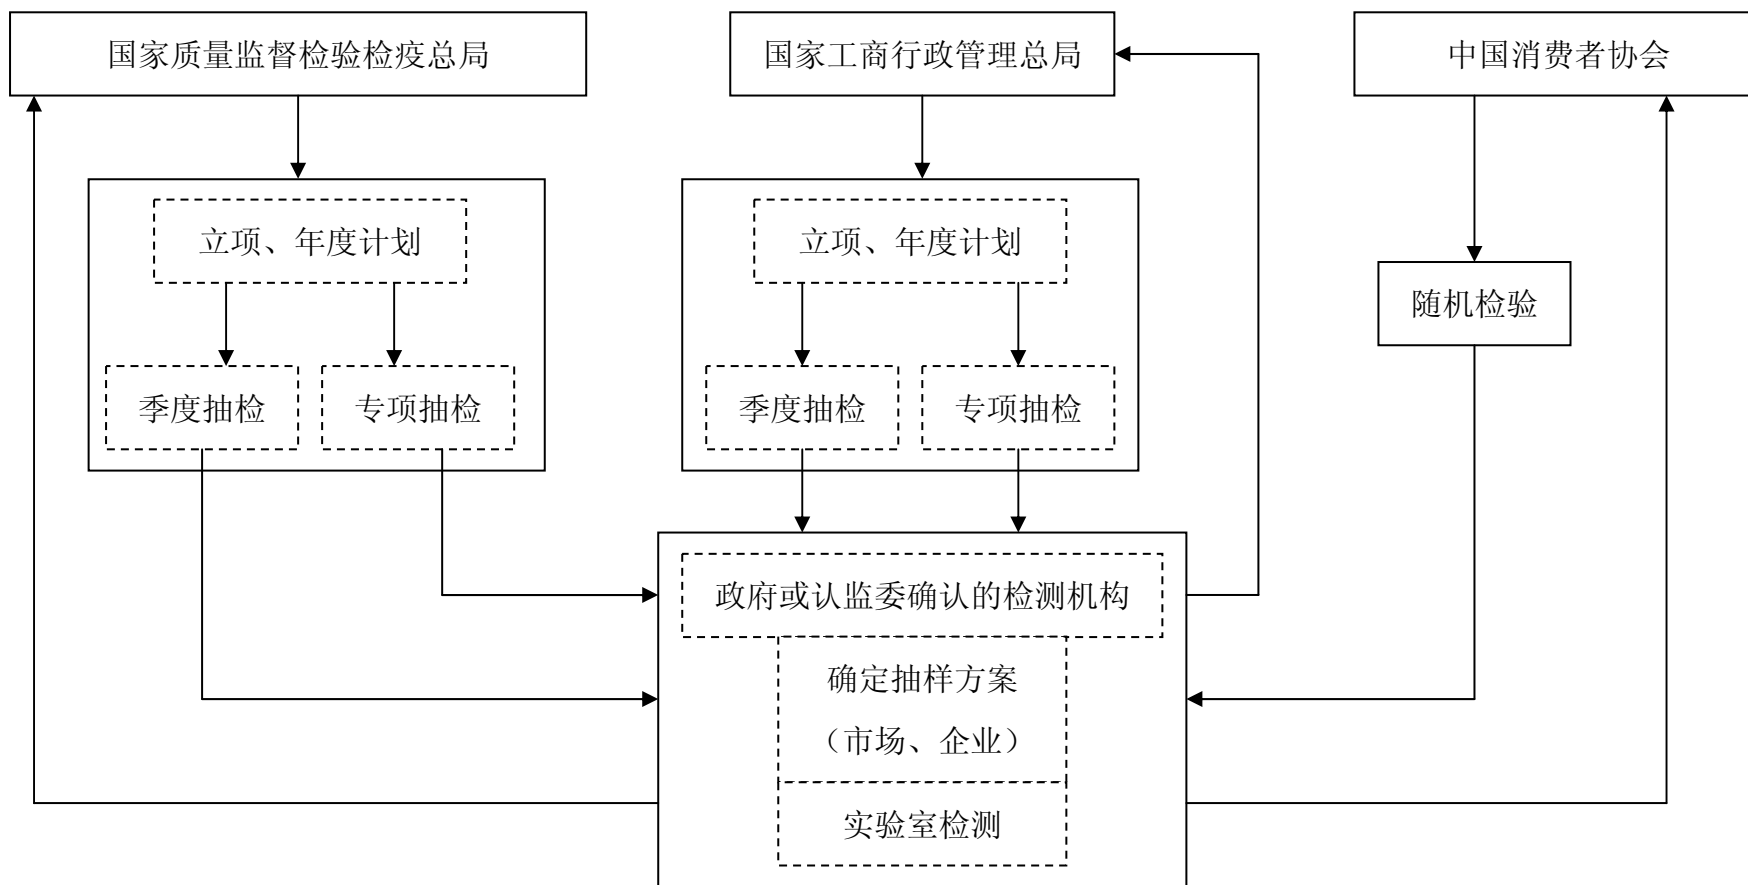 国家质量监督检验检疫总局
国家工商行政管理总局
中国消费者协会
立项、年度计划
立项、年度计划
随机检验
季度抽检
专项抽检
季度抽检
专项抽检
政府或认监委确认的检测机构
确定抽样方案
（市场、企业）
实验室检测